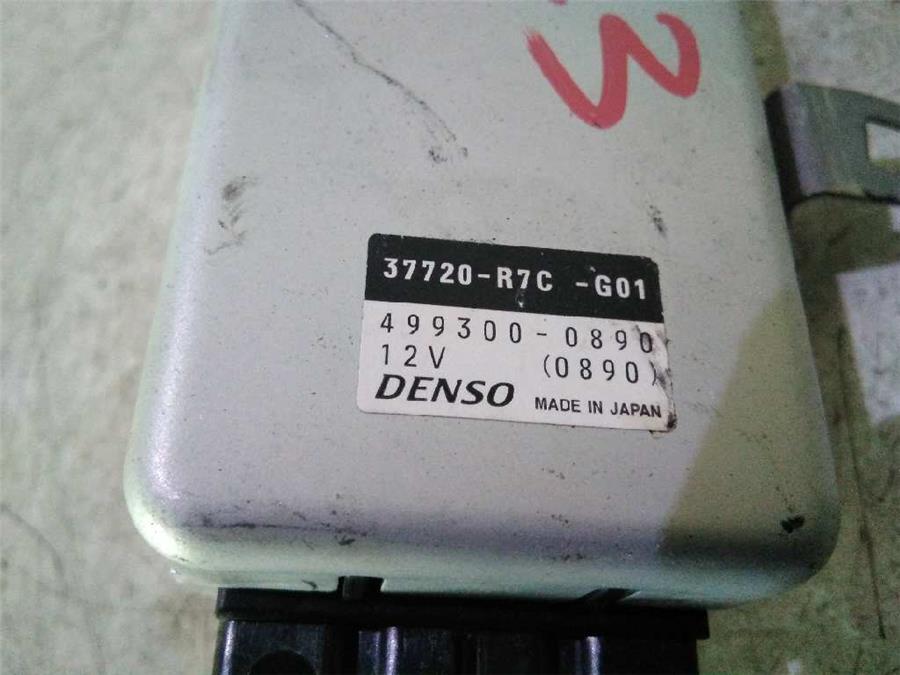 37720-R7C -G01
499300-0890
12V (0890)
DENSO MADE IN JAPAN